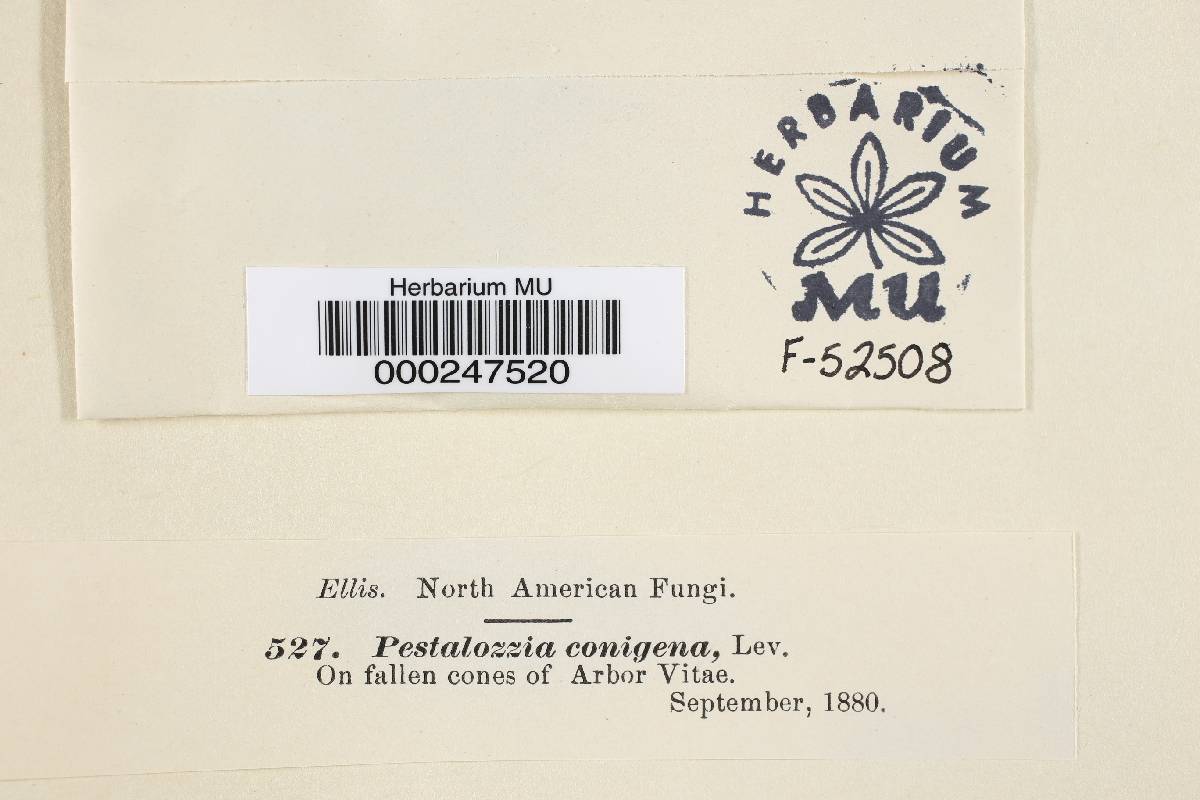 HERBARIUM
MU
F-52508
Herbarium MU
000247520
Ellis. North American Fungi.
527. Pestalozzia conigena, Lev.
On fallen cones of Arbor Vitae.
September, 1880.